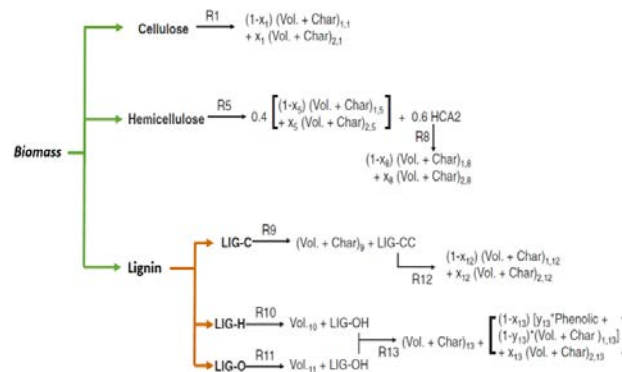 Cellulose R1 (1-x₁) (Vol. + Char)₁,₁
+ x₁ (Vol. + Char)₂,₁
Biomass
Hemicellulose R5 0.4 [(1-x₅) (Vol. + Char)₁,₅
+ x₅ (Vol. + Char)₂,₅] + 0.6 HCA2
R8
(1-x₈) (Vol. + Char)₁,₈
+ x₈ (Vol. + Char)₂,₈
Lignin
LIG-C R9 (Vol. + Char)₉ + LIG-CC
R12 (1-x₁₂) (Vol. + Char)₁,₁₂
+ x₁₂ (Vol. + Char)₂,₁₂
LIG-H R10 Vol.₁₀ + LIG-OH
LIG-O R11 Vol.₁₁ + LIG-OH
R13 (Vol. + Char)₁₃ + [(1-x₁₃) [y₁₃*Phenolic +
(1-y₁₃)*(Vol. + Char)₁,₁₃]
+ x₁₃ (Vol. + Char)₂,₁₃